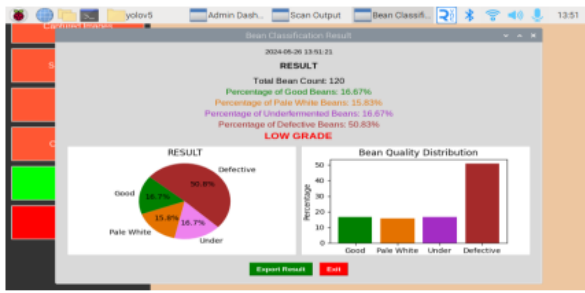 yolov5
Admin Dash..
Scan Output
Bean Classifi..
13:51
Captured Images
Bean Classification Result
2024-05-26 13:51:21
RESULT
Total Bean Count: 120
Percentage of Good Beans: 16.67%
Percentage of Pale White Beans: 15.83%
Percentage of Underfermented Beans: 16.67%
Percentage of Defective Beans: 50.83%
LOW GRADE
RESULT
Defective
50.8%
Good
16.7%
15.8%
16.7%
Pale White
Under
Bean Quality Distribution
Percentage
50
40
30
20
10
0
Good Pale White Under Defective
Export Result
Exit